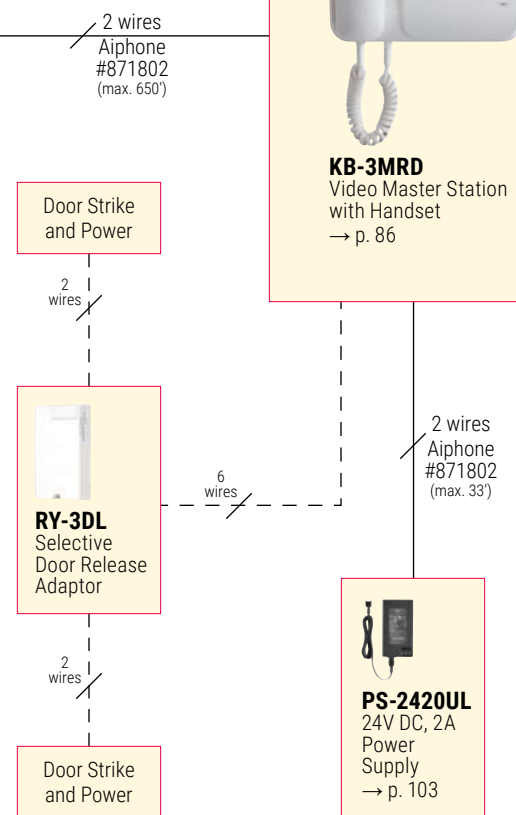 2 wires
Aiphone
#871802
(max. 650')
KB-3MRD
Video Master Station
with Handset
→ p. 86
Door Strike
and Power
2
wires
RY-3DL
Selective
Door Release
Adaptor
6
wires
2 wires
Aiphone
#871802
(max. 33')
2
wires
Door Strike
and Power
PS-2420UL
24V DC, 2A
Power
Supply
→ p. 103